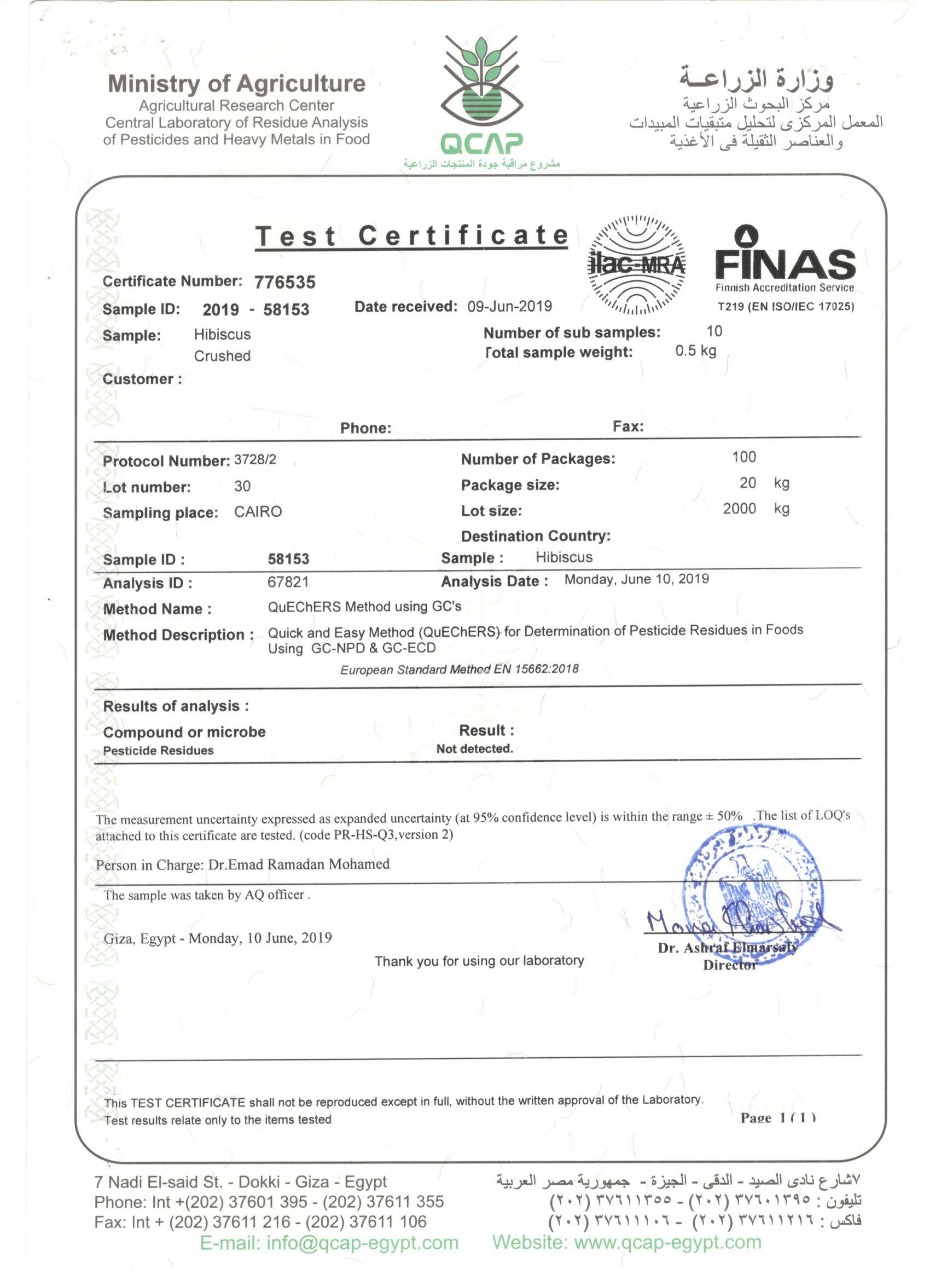 Ministry of Agriculture
Agricultural Research Center
Central Laboratory of Residue Analysis
of Pesticides and Heavy Metals in Food
QCAP
مشروع مراقبة جودة المنتجات الزراعية
وزارة الزراعـة
مركز البحوث الزراعية
المعمل المركزى لتحليل متبقيات المبيدات
والعناصر الثقيلة فى الأغذية
Test Certificate
ilac-MRA
FINAS
Finnish Accreditation Service
T219 (EN ISO/IEC 17025)
Certificate Number: 776535
Sample ID: 2019 - 58153 Date received: 09-Jun-2019
Sample: Hibiscus Number of sub samples: 10
Crushed Total sample weight: 0.5 kg
Customer :
Phone: Fax:
Protocol Number: 3728/2 Number of Packages: 100
Lot number: 30 Package size: 20 kg
Sampling place: CAIRO Lot size: 2000 kg
Destination Country:
Sample ID : 58153 Sample : Hibiscus
Analysis ID : 67821 Analysis Date : Monday, June 10, 2019
Method Name : QuEChERS Method using GC's
Method Description : Quick and Easy Method (QuEChERS) for Determination of Pesticide Residues in Foods
Using GC-NPD & GC-ECD
European Standard Method EN 15662:2018
Results of analysis :
Compound or microbe Result :
Pesticide Residues Not detected.
The measurement uncertainty expressed as expanded uncertainty (at 95% confidence level) is within the range ± 50% .The list of LOQ's
attached to this certificate are tested. (code PR-HS-Q3,version 2)
Person in Charge: Dr.Emad Ramadan Mohamed
The sample was taken by AQ officer .
Giza, Egypt - Monday, 10 June, 2019
Dr. Ashraf Elmarsafy
Director
Thank you for using our laboratory
This TEST CERTIFICATE shall not be reproduced except in full, without the written approval of the Laboratory.
Test results relate only to the items tested
Page 1 ( 1 )
7 Nadi El-said St. - Dokki - Giza - Egypt
Phone: Int +(202) 37601 395 - (202) 37611 355
Fax: Int + (202) 37611 216 - (202) 37611 106
٧شارع نادى الصيد - الدقى - الجيزة - جمهورية مصر العربية
تليفون : ٣٧٦٠١٣٩٥ (٢٠٢) - ٣٧٦١١٣٥٥ (٢٠٢)
فاكس : ٣٧٦١١٢١٦ (٢٠٢) - ٣٧٦١١١٠٦ (٢٠٢)
E-mail: info@qcap-egypt.com Website: www.qcap-egypt.com